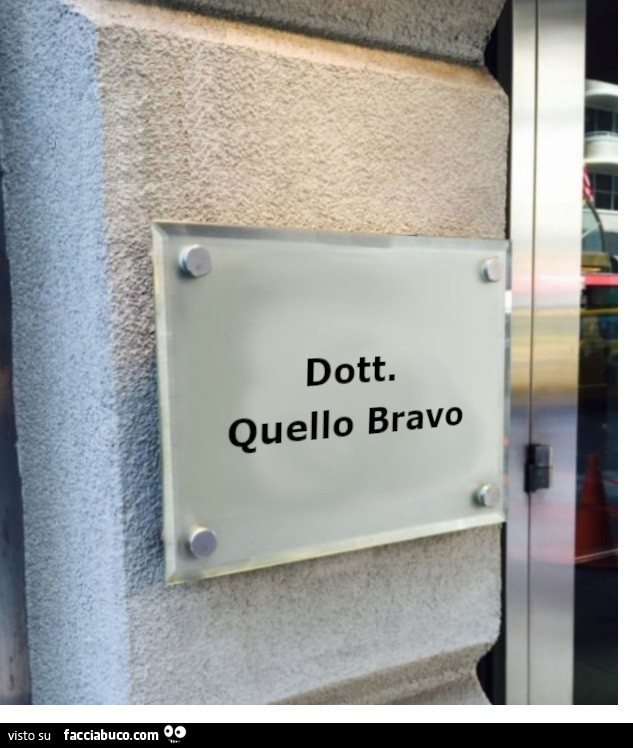 Dott.
Quello Bravo
visto su facciabuco.com